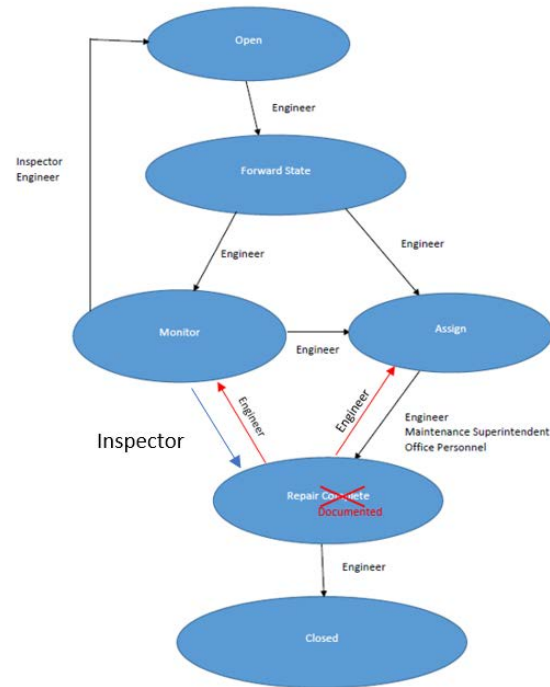 Open
Engineer
Inspector
Engineer
Forward State
Engineer
Engineer
Monitor
Engineer
Assign
Inspector
Engineer
Engineer
Engineer
Maintenance Superintendent
Office Personnel
Repair Complete
Documented
Engineer
Closed